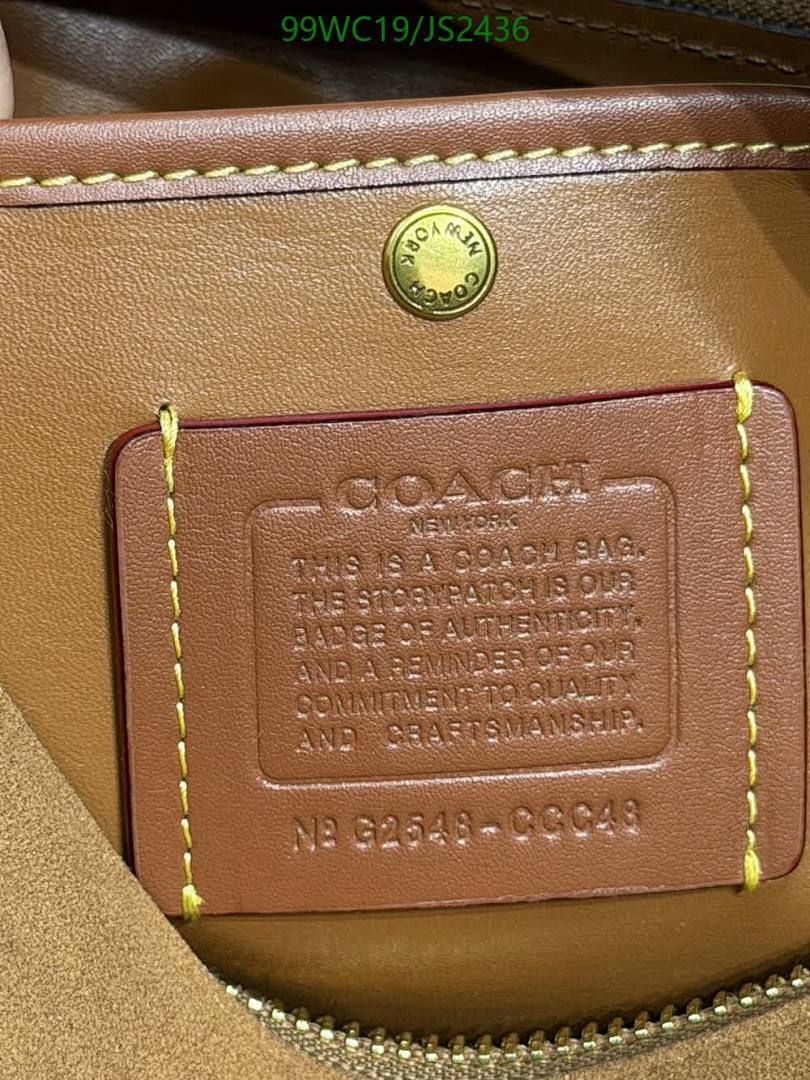 99WC19/JS2436
COACH NEW YORK
COACH
NEW YORK
THIS IS A COACH BAG.
THE STORYPATCH IS OUR
BADGE OF AUTHENTICITY,
AND A REMINDER OF OUR
COMMITMENT TO QUALITY
AND CRAFTSMANSHIP.
Nº G2548-CCC48